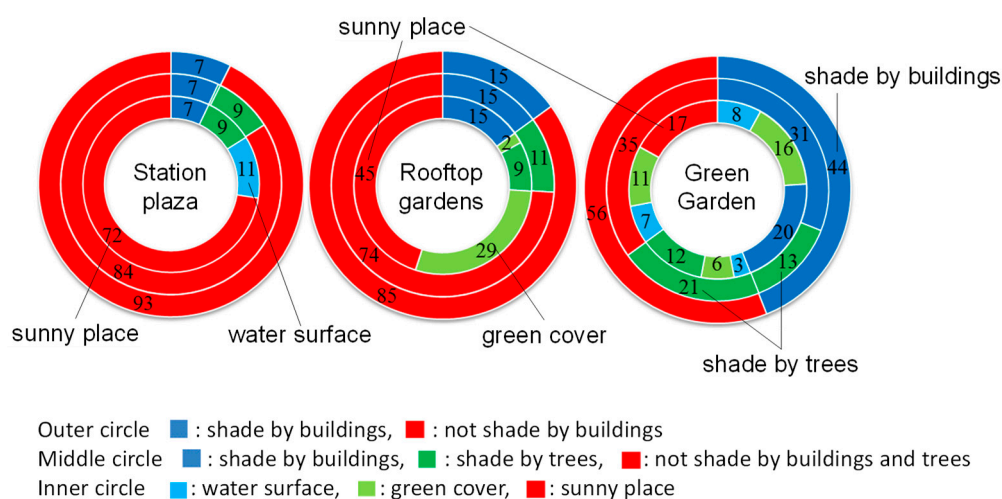 sunny place
shade by buildings
7
7
7
9
9
11
72
84
93
Station
plaza
15
15
15
2
9
11
29
45
74
85
Rooftop
gardens
8
16
31
44
20
13
3
6
12
21
7
11
35
56
17
Green
Garden
sunny place
water surface
green cover
shade by trees
Outer circle : shade by buildings, : not shade by buildings
Middle circle : shade by buildings, : shade by trees, : not shade by buildings and trees
Inner circle : water surface, : green cover, : sunny place